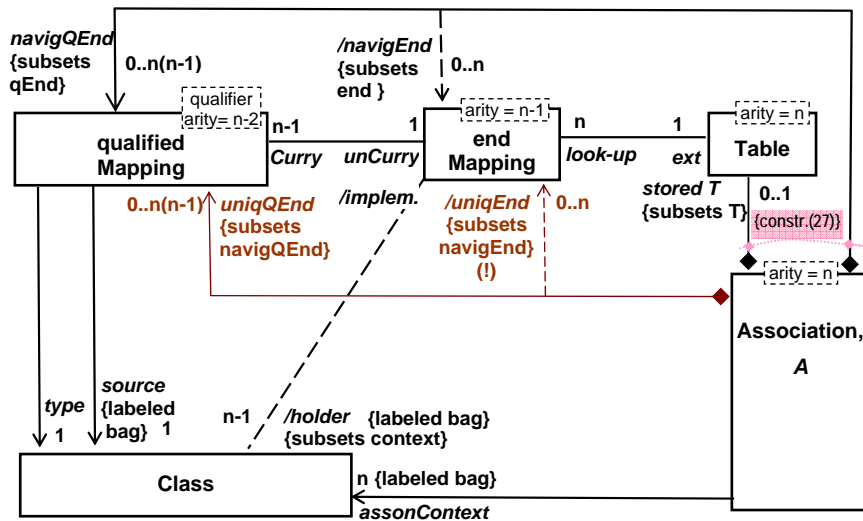 navigQEnd
{subsets
qEnd}
0..n(n-1)
/navigEnd
{subsets
end }
0..n
qualifier
arity= n-2
qualified
Mapping
n-1
Curry
1
unCurry
arity = n-1
end
Mapping
n
look-up
1
ext
arity = n
Table
/implem.
stored T
{subsets T}
0..1
0..n(n-1)
uniqQEnd
{subsets
navigQEnd}
/uniqEnd
{subsets
navigEnd}
(!)
0..n
{constr.(27)}
arity = n
Association,
A
type
1
source
{labeled
bag}
1
n-1
/holder {labeled bag}
{subsets context}
Class
n {labeled bag}
assonContext